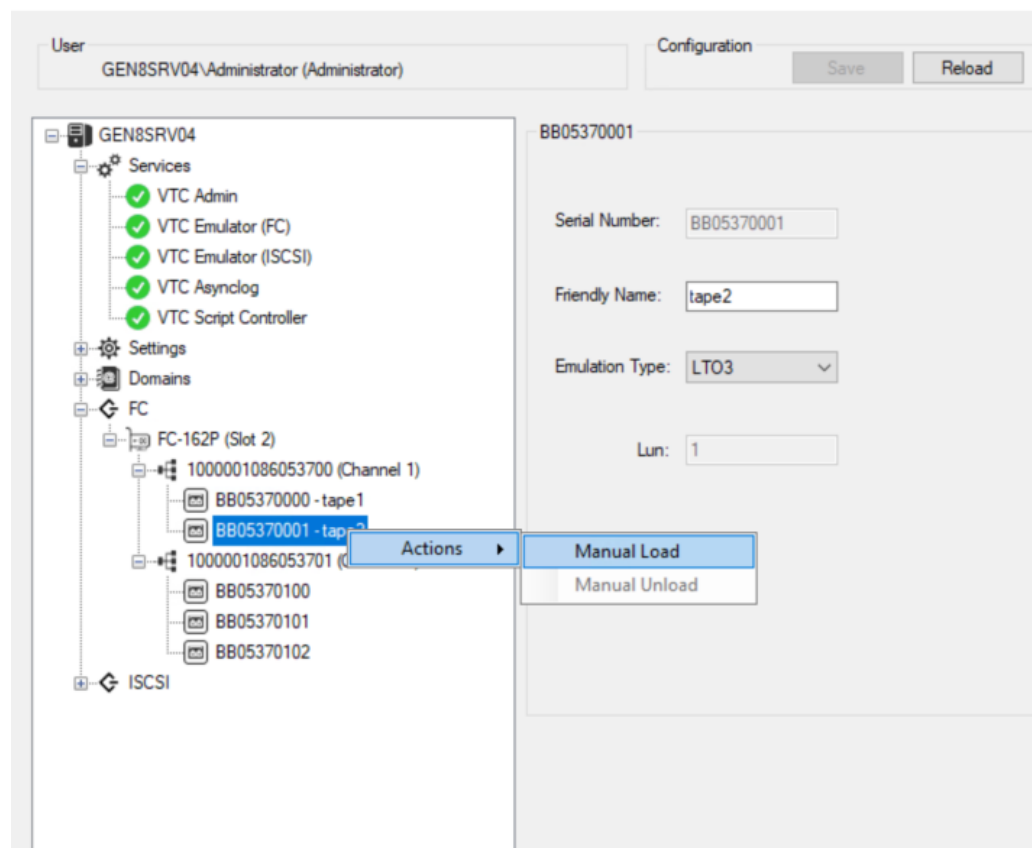 User
GEN8SRV04\Administrator (Administrator)
Configuration
Save
Reload
GEN8SRV04
Services
VTC Admin
VTC Emulator (FC)
VTC Emulator (ISCSI)
VTC Asynclog
VTC Script Controller
Settings
Domains
FC
FC-162P (Slot 2)
1000001086053700 (Channel 1)
BB05370000 - tape1
BB05370001 - tape2
1000001086053701
BB05370100
BB05370101
BB05370102
ISCSI
Actions
Manual Load
Manual Unload
BB05370001
Serial Number: BB05370001
Friendly Name: tape2
Emulation Type: LTO3
Lun: 1